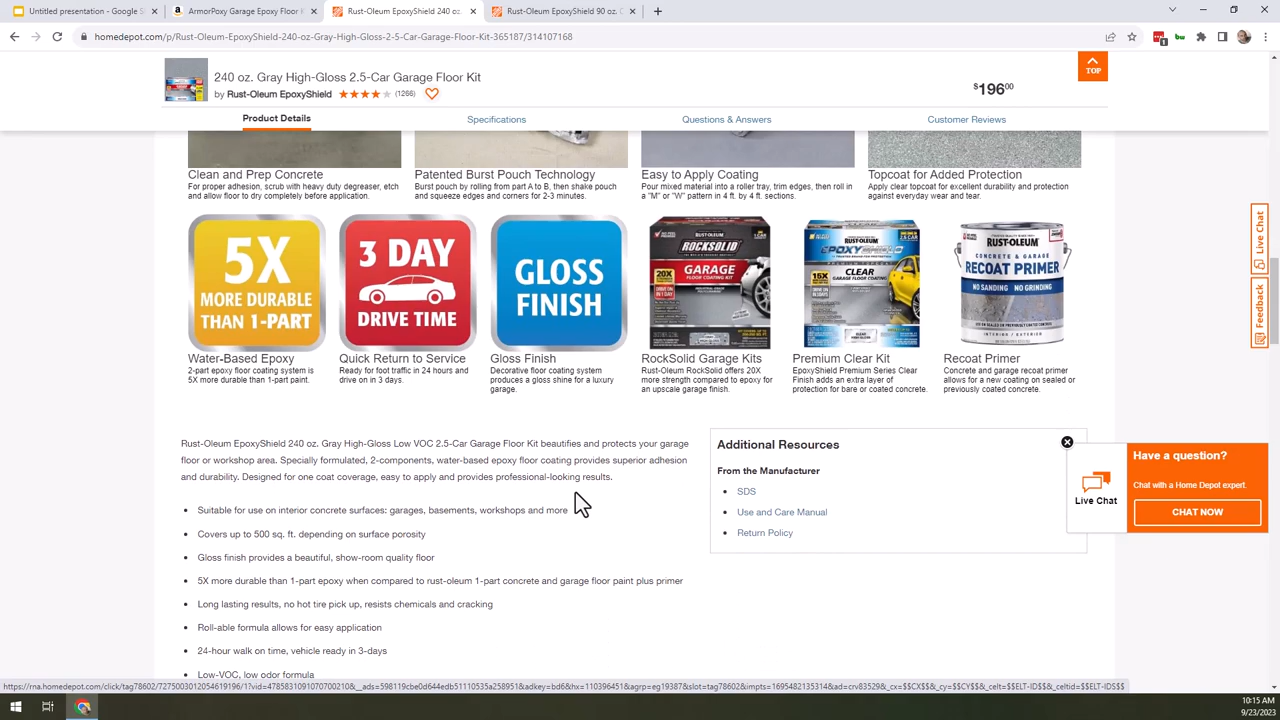 Untitled presentation - Google S
ArmorPoxy Garage Epoxy Floor K
Rust-Oleum EpoxyShield 240 oz.
Rust-Oleum EpoxyShield 90 oz. C
homedepot.com/p/Rust-Oleum-EpoxyShield-240-oz-Gray-High-Gloss-2-5-Car-Garage-Floor-Kit-365187/314107168
240 oz. Gray High-Gloss 2.5-Car Garage Floor Kit
by Rust-Oleum EpoxyShield (1266)
$196.00
TOP
Product Details
Specifications
Questions & Answers
Customer Reviews
Clean and Prep Concrete
For proper adhesion, scrub with heavy duty degreaser, etch
and allow floor to dry completely before application.
Patented Burst Pouch Technology
Burst pouch by rolling from part A to B, then shake pouch
and squeeze edges and corners for 2-3 minutes.
Easy to Apply Coating
Pour mixed material into a roller tray, trim edges, then roll in
a "M" or "W" pattern in 4 ft. by 4 ft. sections.
Topcoat for Added Protection
Apply clear topcoat for excellent durability and protection
against everyday wear and tear.
5X
MORE DURABLE
THAN 1-PART
3 DAY
DRIVE TIME
GLOSS
FINISH
RUST-OLEUM
ROCKSOLID
GARAGE
FLOOR COATING KIT
20X
RUST-OLEUM
EPOXYSHIELD
CLEAR
GARAGE FLOOR COATING KIT
15X
RUST-OLEUM
CONCRETE & GARAGE
RECOAT PRIMER
NO SANDING NO GRINDING
Water-Based Epoxy
2-part epoxy floor coating system is
5X more durable than 1-part paint.
Quick Return to Service
Ready for foot traffic in 24 hours and
drive on in 3 days.
Gloss Finish
Decorative floor coating system
produces a gloss shine for a luxury
garage.
RockSolid Garage Kits
Rust-Oleum RockSolid offers 20X
more strength compared to epoxy for
an upscale garage finish.
Premium Clear Kit
EpoxyShield Premium Series Clear
Finish adds an extra layer of
protection for bare or coated concrete.
Recoat Primer
Concrete and garage recoat primer
allows for a new coating on sealed or
previously coated concrete.
Live Chat
Feedback
Rust-Oleum EpoxyShield 240 oz. Gray High-Gloss Low VOC 2.5-Car Garage Floor Kit beautifies and protects your garage
floor or workshop area. Specially formulated, 2-components, water-based epoxy floor coating provides superior adhesion
and durability. Designed for one coat coverage, easy to apply and provides professional-looking results.
Suitable for use on interior concrete surfaces: garages, basements, workshops and more
Covers up to 500 sq. ft. depending on surface porosity
Gloss finish provides a beautiful, show-room quality floor
5X more durable than 1-part epoxy when compared to rust-oleum 1-part concrete and garage floor paint plus primer
Long lasting results, no hot tire pick up, resists chemicals and cracking
Roll-able formula allows for easy application
24-hour walk on time, vehicle ready in 3-days
Low-VOC, low odor formula
Additional Resources
From the Manufacturer
SDS
Use and Care Manual
Return Policy
Live Chat
Have a question?
Chat with a Home Depot expert.
CHAT NOW
10:15 AM
9/23/2023